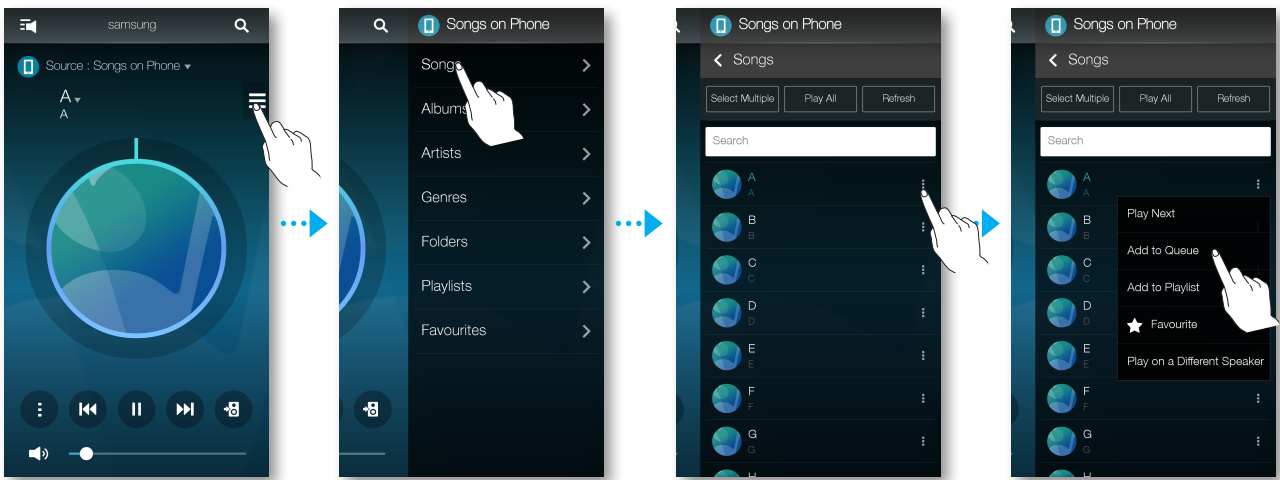 samsung
Source : Songs on Phone
A
A
Songs on Phone
Songs
Albums
Artists
Genres
Folders
Playlists
Favourites
Songs on Phone
Songs
Select Multiple Play All Refresh
Search
A
A
B
B
C
C
D
D
E
E
F
F
G
G
H
Songs on Phone
Songs
Select Multiple Play All Refresh
Search
A
A
B
B
C
C
D
D
E
E
F
F
G
G
H
Play Next
Add to Queue
Add to Playlist
Favourite
Play on a Different Speaker